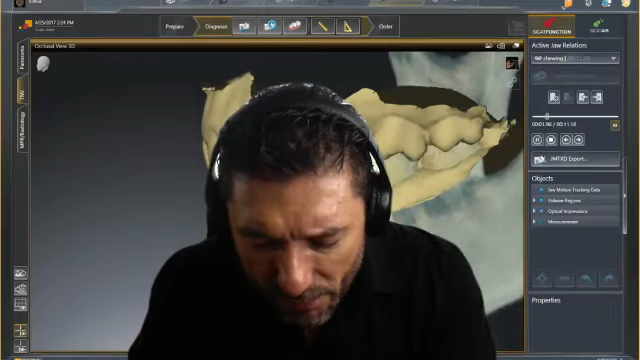 4/25/2017 2:24 PM
Prepare
Diagnose
Order
SICATFUNCTION
SICATAIR
Occlusal View 3D
Active Jaw Relation:
chewing
Panorama
TMJ
MPR/Radiology
00:01.96 / 00:11.10
JMTXD Export...
Objects
Jaw Motion Tracking Data
Volume Regions
Optical Impressions
Measurements
Properties